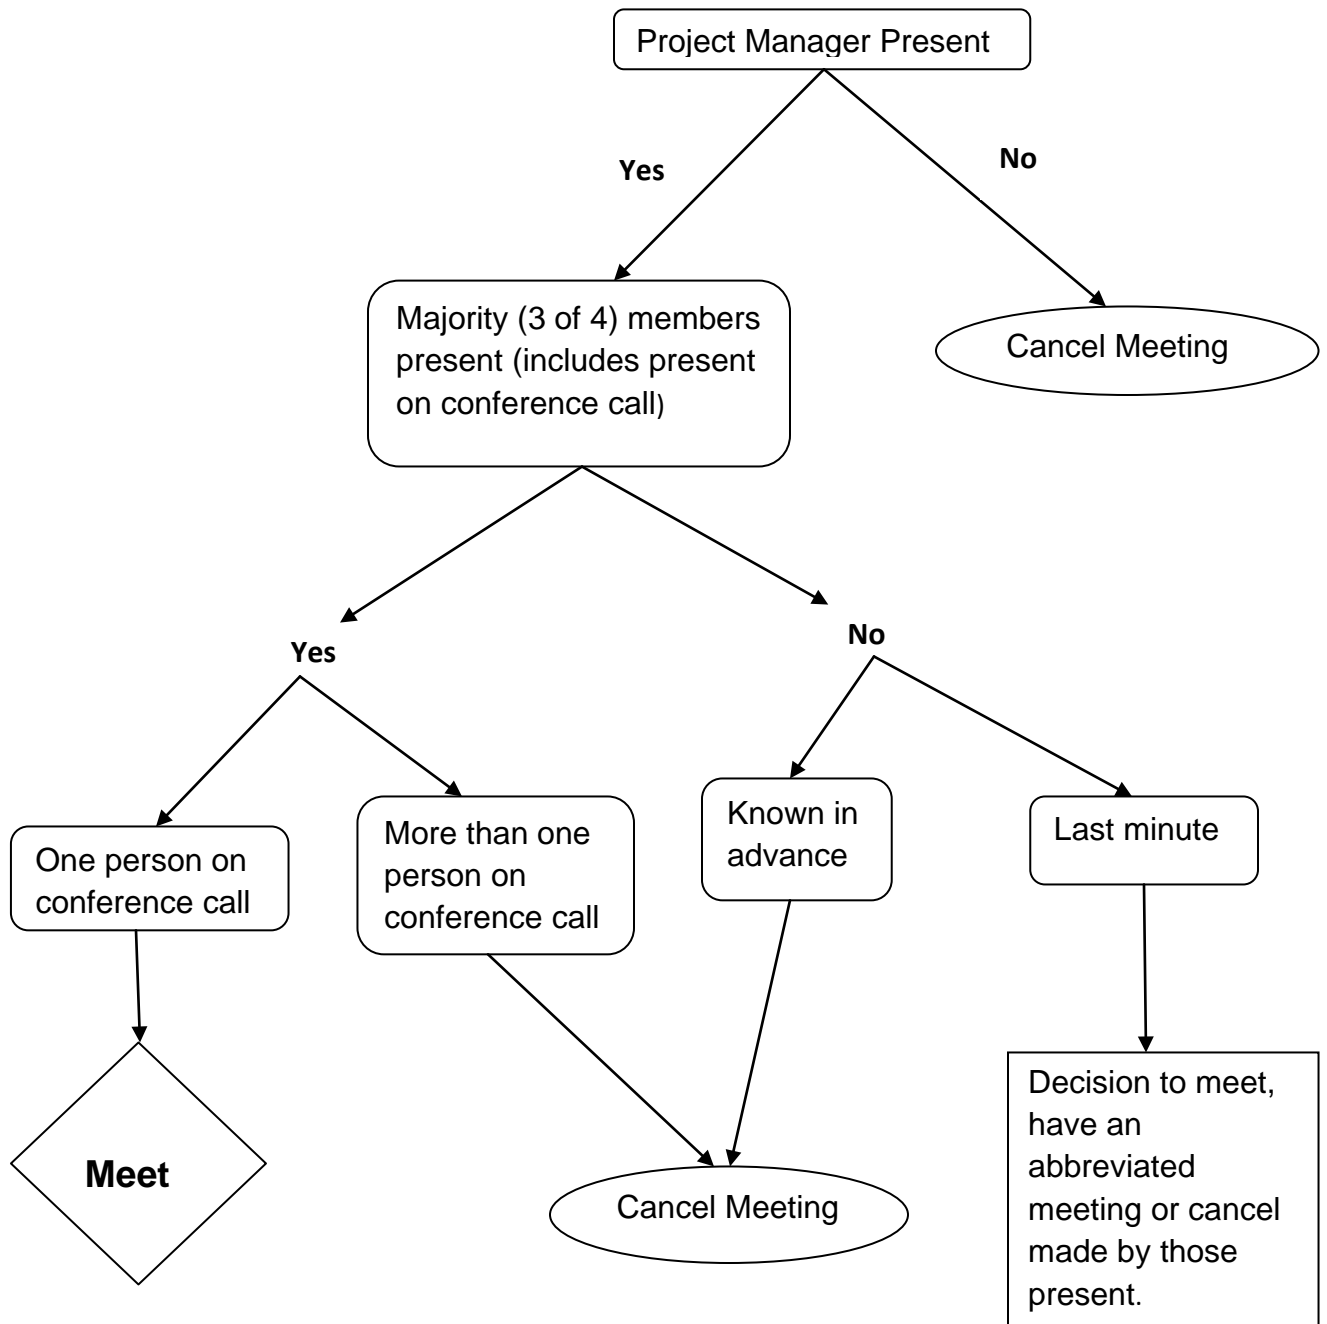 Project Manager Present
Yes
No
Majority (3 of 4) members
present (includes present
on conference call)
Cancel Meeting
Yes
No
One person on
conference call
More than one
person on
conference call
Known in
advance
Last minute
Meet
Cancel Meeting
Decision to meet,
have an
abbreviated
meeting or cancel
made by those
present.